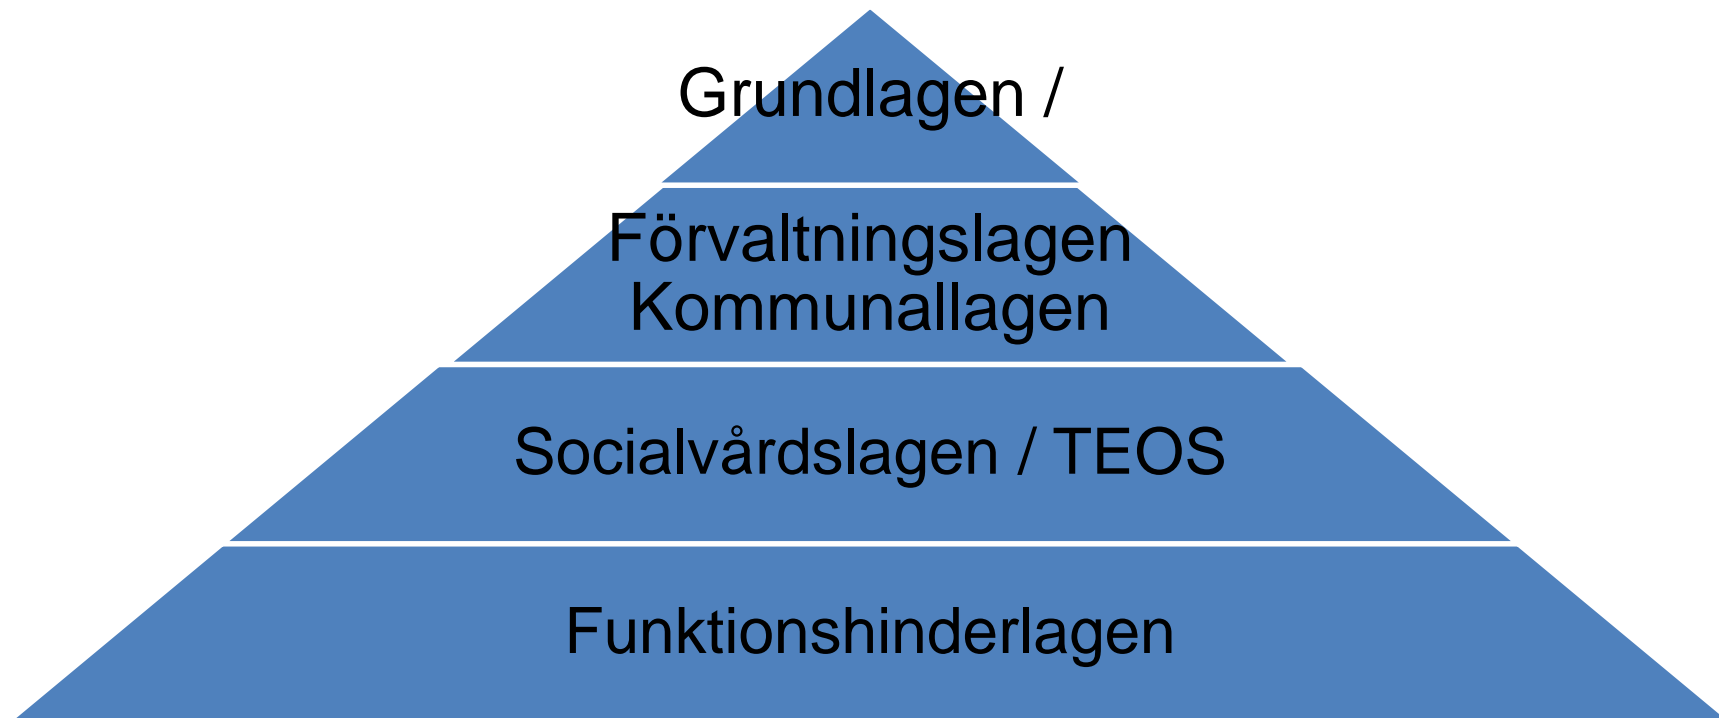 Grundlagen /
Förvaltningslagen
Kommunallagen
Socialvårdslagen / TEOS
Funktionshinderlagen